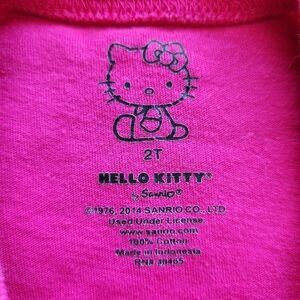 2T
HELLO KITTY®
by Sanrio®
©1976, 2014 SANRIO CO., LTD.
Used Under License
www.sanrio.com
100% Cotton
Made in Indonesia
RN#